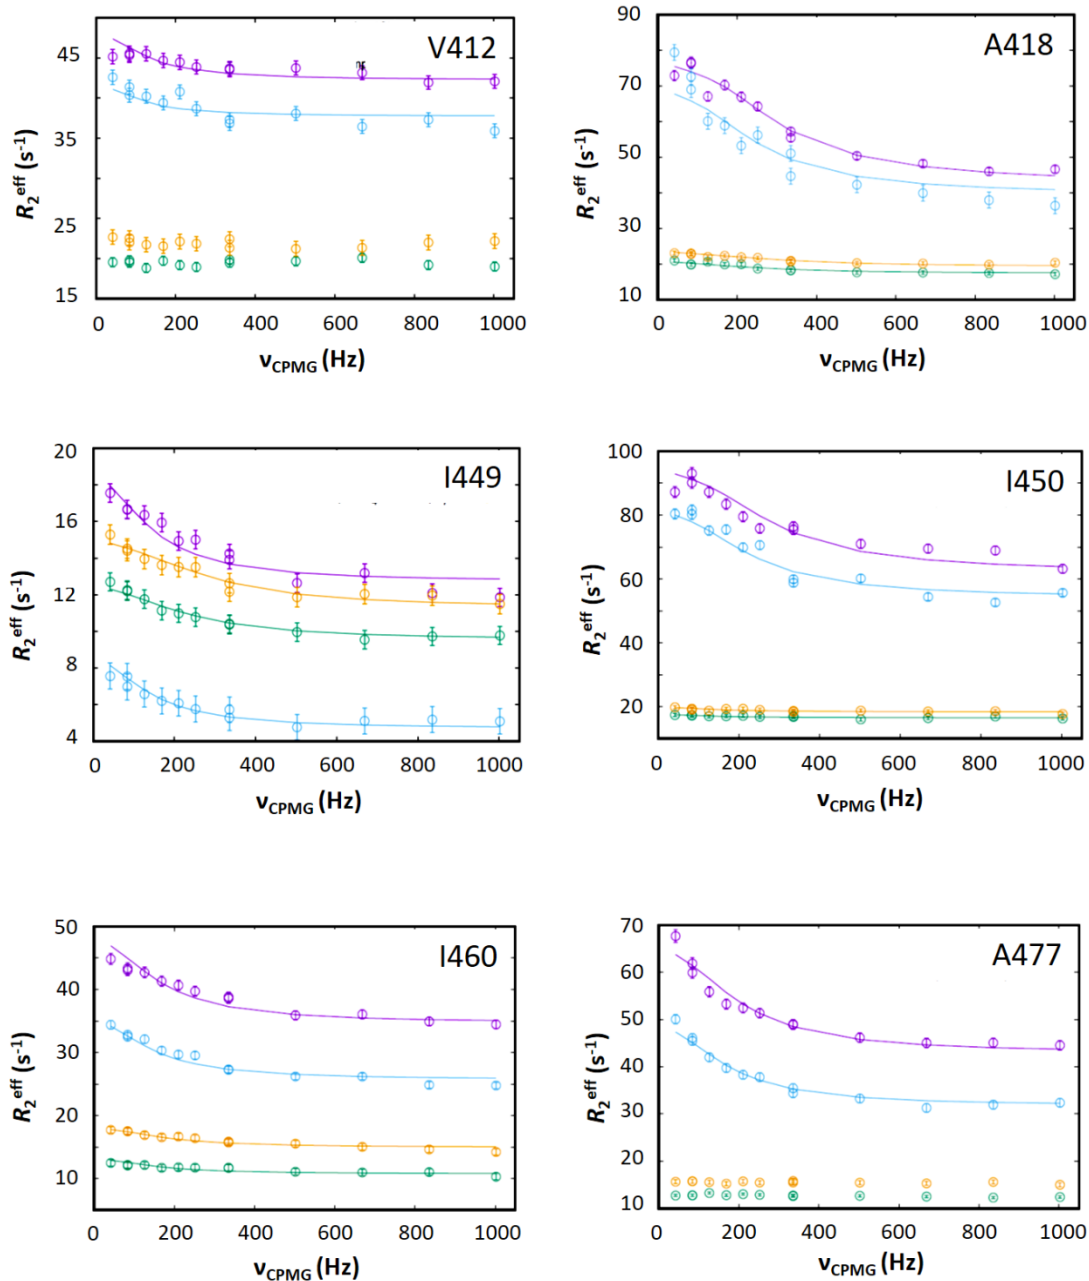 V412
45
35
25
15
R₂ᵉᶠᶠ (s⁻¹)
0 200 400 600 800 1000
νCPMG (Hz)
A418
90
70
50
30
10
R₂ᵉᶠᶠ (s⁻¹)
0 200 400 600 800 1000
νCPMG (Hz)
I449
20
16
12
8
4
R₂ᵉᶠᶠ (s⁻¹)
0 200 400 600 800 1000
νCPMG (Hz)
I450
100
80
60
40
20
R₂ᵉᶠᶠ (s⁻¹)
0 200 400 600 800 1000
νCPMG (Hz)
I460
50
40
30
20
10
R₂ᵉᶠᶠ (s⁻¹)
0 200 400 600 800 1000
νCPMG (Hz)
A477
70
60
50
40
30
20
10
R₂ᵉᶠᶠ (s⁻¹)
0 200 400 600 800 1000
νCPMG (Hz)